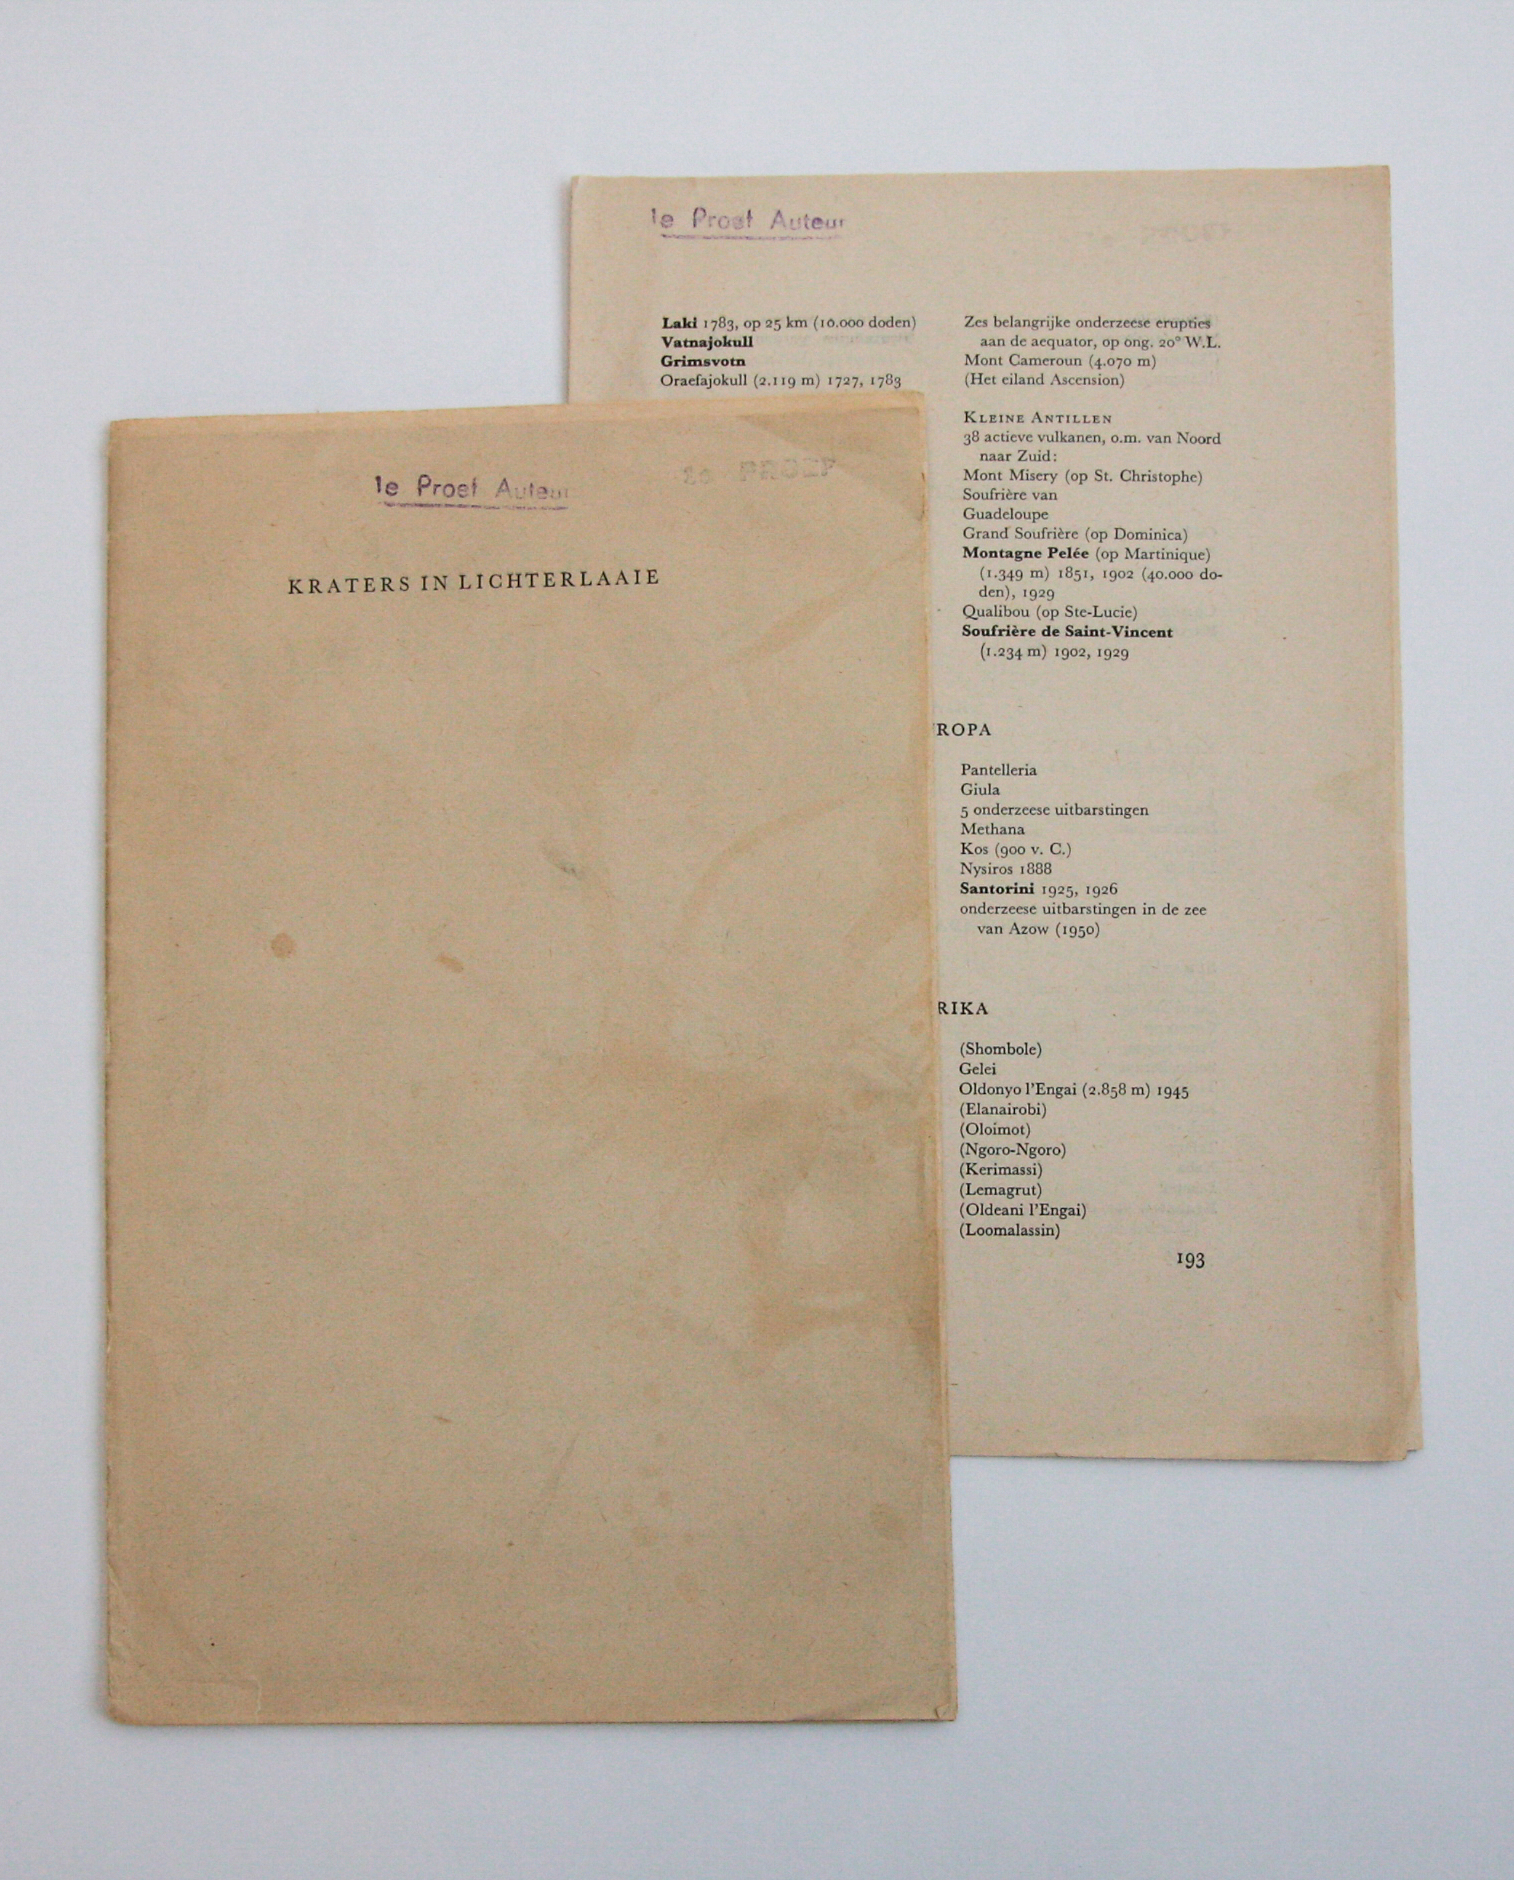 1e Proef Auteur
KRATERS IN LICHTERLAAIE
1e Proef Auteur
Laki 1783, op 25 km (10.000 doden)
Vatnajokull
Grimsvotn
Oraefajokull (2.119 m) 1727, 1783
Zes belangrijke onderzeese erupties
aan de aequator, op ong. 20° W.L.
Mont Cameroun (4.070 m)
(Het eiland Ascension)
KLEINE ANTILLEN
38 actieve vulkanen, o.m. van Noord
naar Zuid:
Mont Misery (op St. Christophe)
Soufrière van
Guadeloupe
Grand Soufrière (op Dominica)
Montagne Pelée (op Martinique)
(1.349 m) 1851, 1902 (40.000 do-
den), 1929
Qualibou (op Ste-Lucie)
Soufrière de Saint-Vincent
(1.234 m) 1902, 1929
ROPA
Pantelleria
Giula
5 onderzeese uitbarstingen
Methana
Kos (900 v. C.)
Nysiros 1888
Santorini 1925, 1926
onderzeese uitbarstingen in de zee
van Azow (1950)
RIKA
(Shombole)
Gelei
Oldonyo l'Engai (2.858 m) 1945
(Elanairobi)
(Oloimot)
(Ngoro-Ngoro)
(Kerimassi)
(Lemagrut)
(Oldeani l'Engai)
(Loomalassin)
193